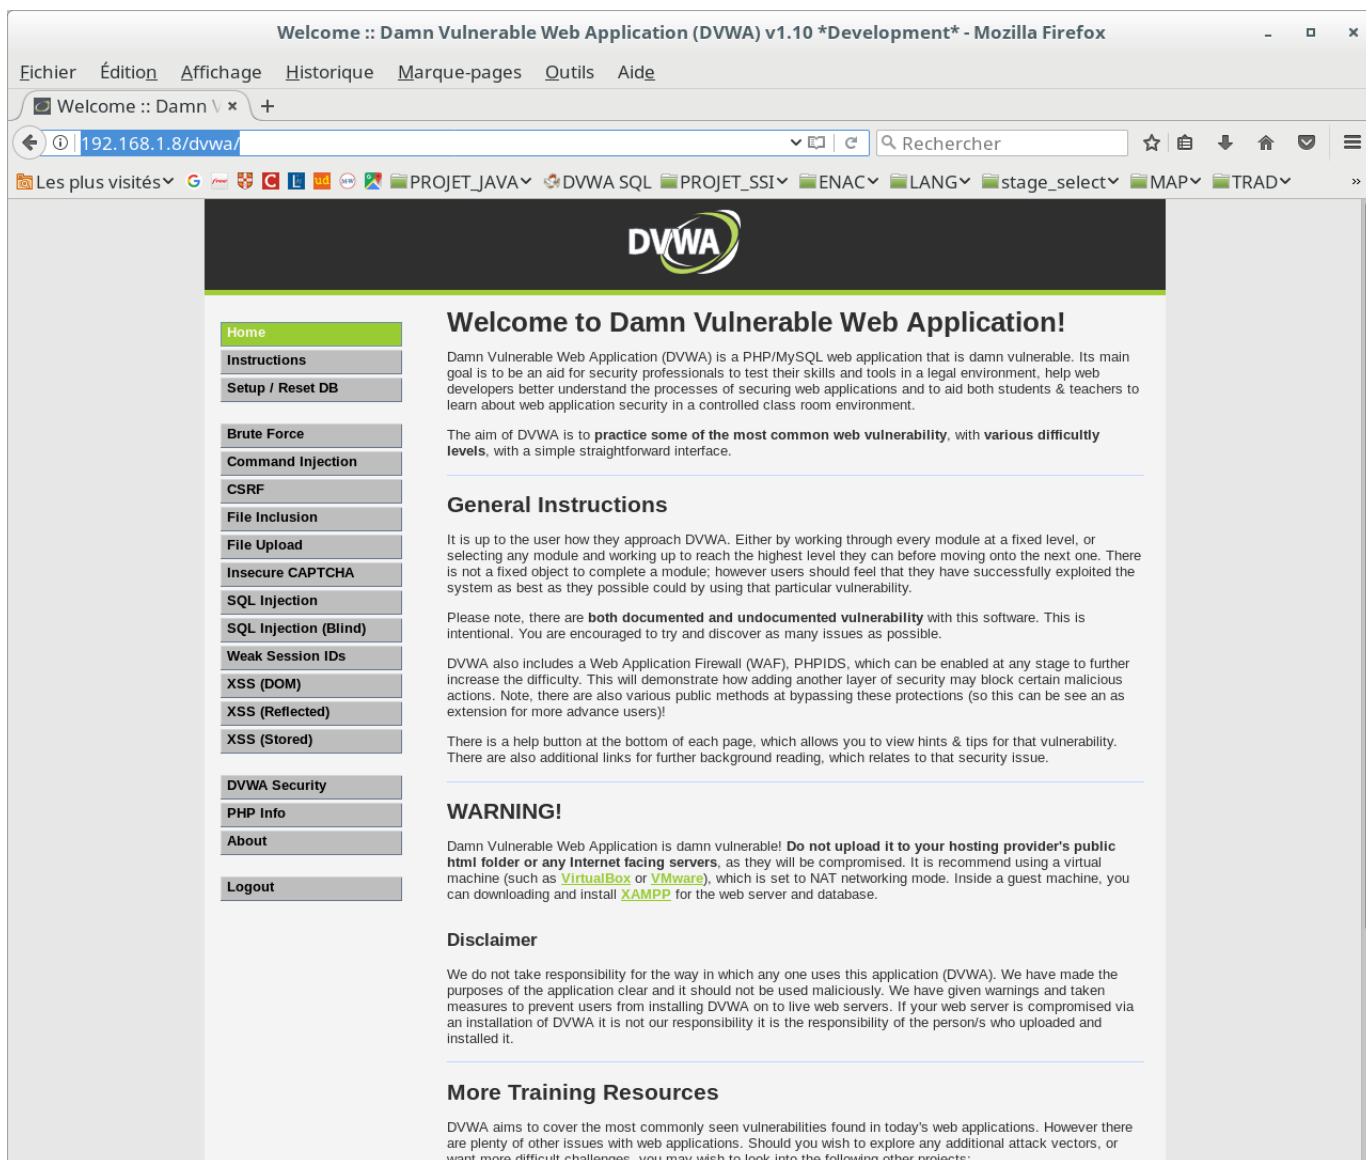 Welcome :: Damn Vulnerable Web Application (DVWA) v1.10 *Development* - Mozilla Firefox
Fichier Édition Affichage Historique Marque-pages Outils Aide
Welcome :: Damn V
192.168.1.8/dvwa/ Rechercher
Les plus visités PROJET_JAVA DVWA SQL PROJET_SSI ENAC LANG stage_select MAP TRAD
DVWA
Home
Instructions
Setup / Reset DB
Brute Force
Command Injection
CSRF
File Inclusion
File Upload
Insecure CAPTCHA
SQL Injection
SQL Injection (Blind)
Weak Session IDs
XSS (DOM)
XSS (Reflected)
XSS (Stored)
DVWA Security
PHP Info
About
Logout
Welcome to Damn Vulnerable Web Application!
Damn Vulnerable Web Application (DVWA) is a PHP/MySQL web application that is damn vulnerable. Its main
goal is to be an aid for security professionals to test their skills and tools in a legal environment, help web
developers better understand the processes of securing web applications and to aid both students & teachers to
learn about web application security in a controlled class room environment.
The aim of DVWA is to practice some of the most common web vulnerability, with various difficultly
levels, with a simple straightforward interface.
General Instructions
It is up to the user how they approach DVWA. Either by working through every module at a fixed level, or
selecting any module and working up to reach the highest level they can before moving onto the next one. There
is not a fixed object to complete a module; however users should feel that they have successfully exploited the
system as best as they possible could by using that particular vulnerability.
Please note, there are both documented and undocumented vulnerability with this software. This is
intentional. You are encouraged to try and discover as many issues as possible.
DVWA also includes a Web Application Firewall (WAF), PHPIDS, which can be enabled at any stage to further
increase the difficulty. This will demonstrate how adding another layer of security may block certain malicious
actions. Note, there are also various public methods at bypassing these protections (so this can be see an as
extension for more advance users)!
There is a help button at the bottom of each page, which allows you to view hints & tips for that vulnerability.
There are also additional links for further background reading, which relates to that security issue.
WARNING!
Damn Vulnerable Web Application is damn vulnerable! Do not upload it to your hosting provider's public
html folder or any Internet facing servers, as they will be compromised. It is recommend using a virtual
machine (such as VirtualBox or VMware), which is set to NAT networking mode. Inside a guest machine, you
can downloading and install XAMPP for the web server and database.
Disclaimer
We do not take responsibility for the way in which any one uses this application (DVWA). We have made the
purposes of the application clear and it should not be used maliciously. We have given warnings and taken
measures to prevent users from installing DVWA on to live web servers. If your web server is compromised via
an installation of DVWA it is not our responsibility it is the responsibility of the person/s who uploaded and
installed it.
More Training Resources
DVWA aims to cover the most commonly seen vulnerabilities found in today's web applications. However there
are plenty of other issues with web applications. Should you wish to explore any additional attack vectors, or
want more difficult challenges, you may wish to look into the following other projects: